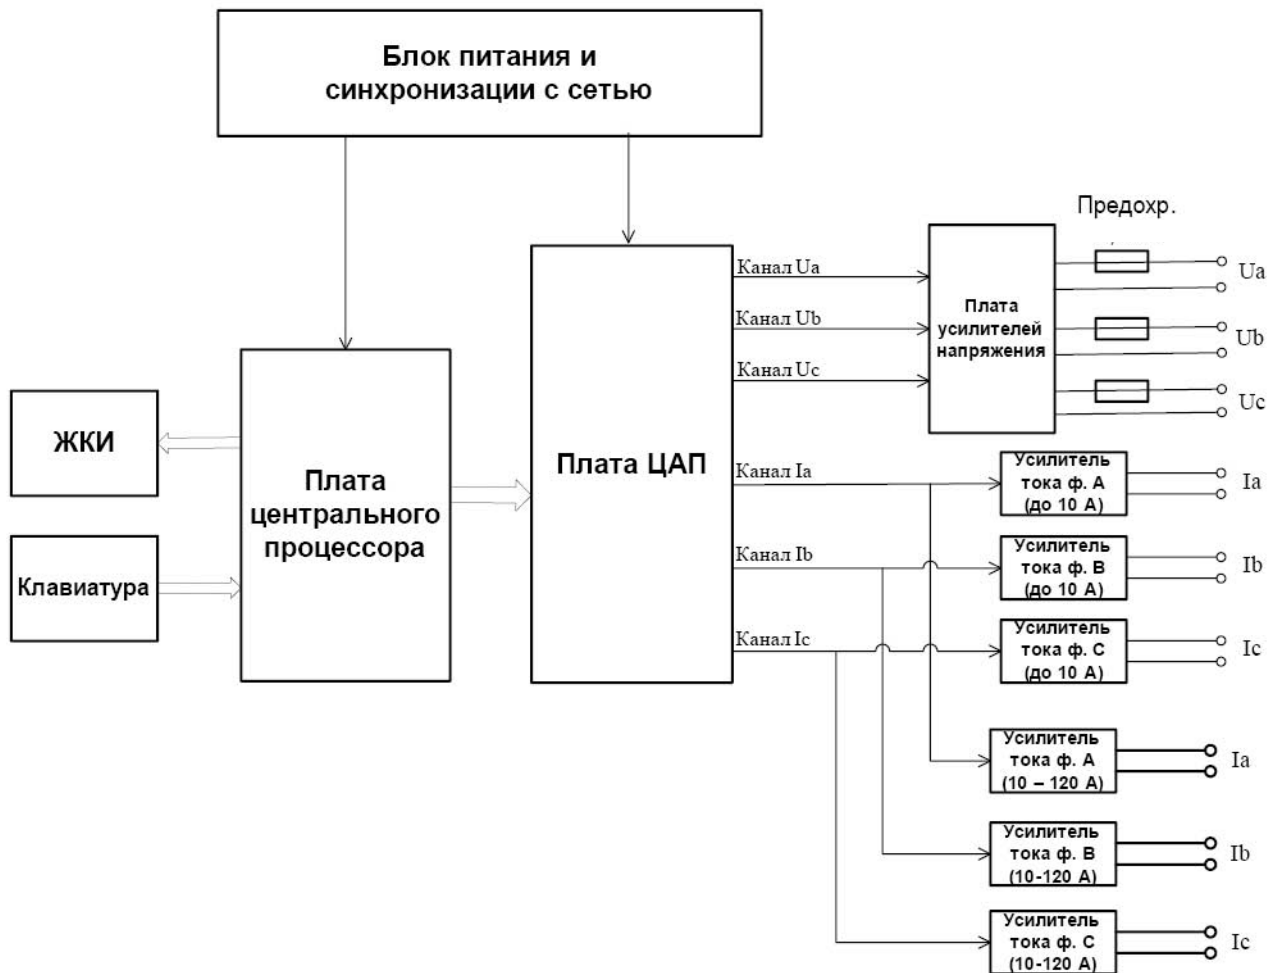 Блок питания и
синхронизации с сетью
Предохр.
Канал Ua
Канал Ub
Канал Uc
Плата
усилителей
напряжения
Ua
Ub
Uc
ЖКИ
Клавиатура
Плата
центрального
процессора
Плата ЦАП
Канал Ia
Канал Ib
Канал Ic
Усилитель
тока ф. А
(до 10 А)
Ia
Усилитель
тока ф. В
(до 10 А)
Ib
Усилитель
тока ф. С
(до 10 А)
Ic
Усилитель
тока ф. А
(10 – 120 А)
Ia
Усилитель
тока ф. В
(10-120 А)
Ib
Усилитель
тока ф. С
(10-120 А)
Ic